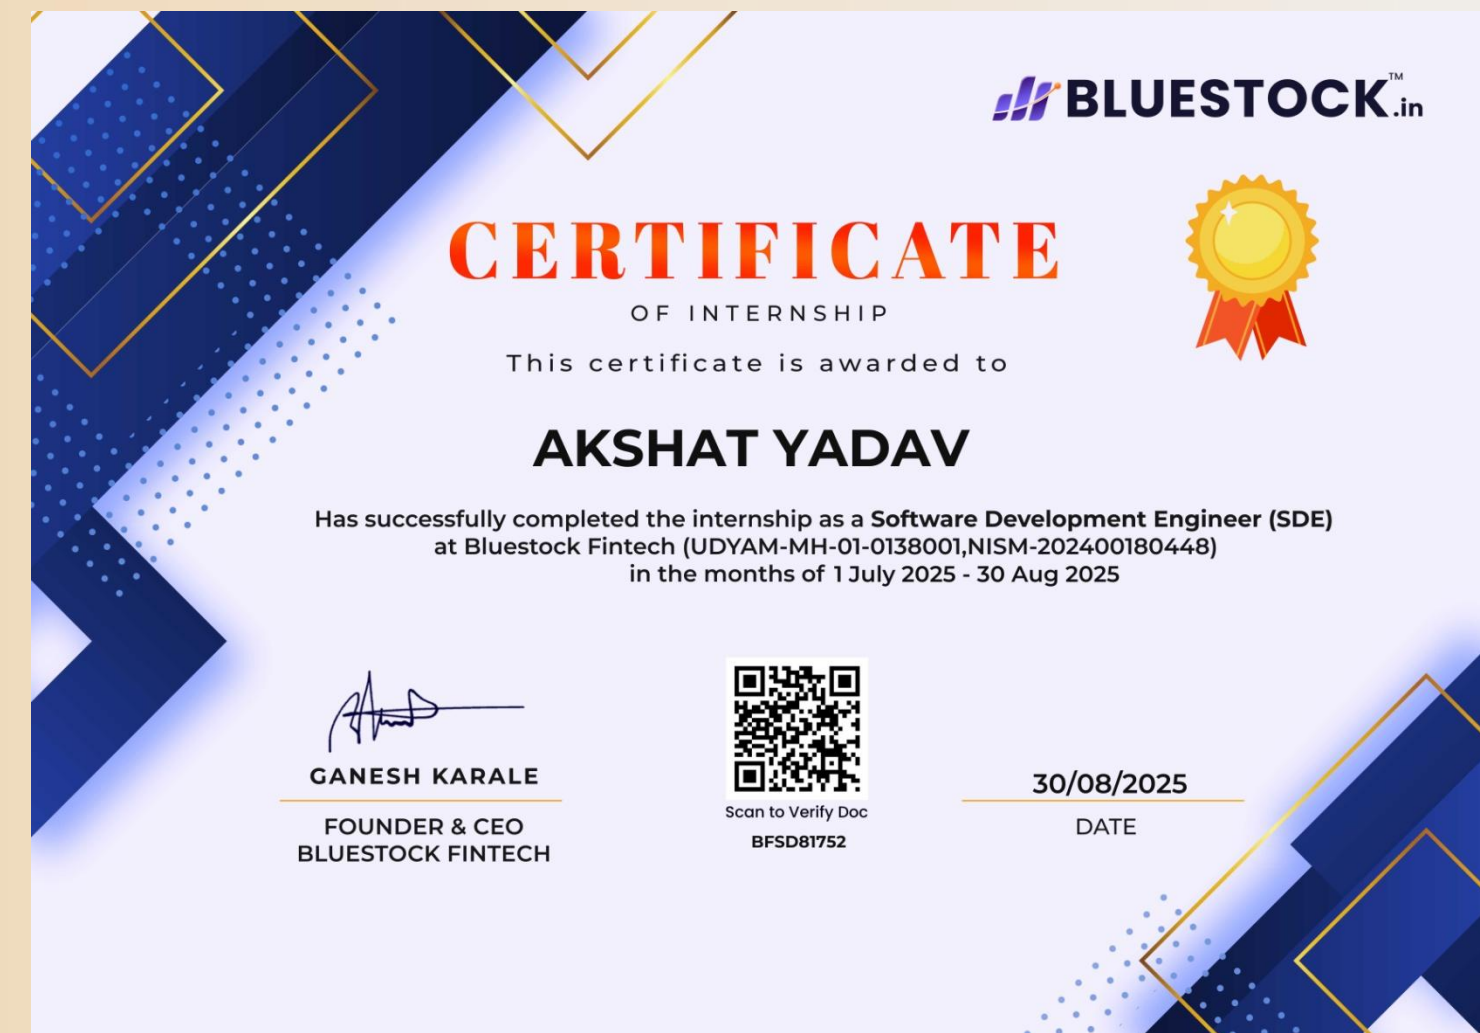 BLUESTOCK™.in
CERTIFICATE
OF INTERNSHIP
This certificate is awarded to
AKSHAT YADAV
Has successfully completed the internship as a Software Development Engineer (SDE)
at Bluestock Fintech (UDYAM-MH-01-0138001,NISM-202400180448)
in the months of 1 July 2025 - 30 Aug 2025
GANESH KARALE
FOUNDER & CEO
BLUESTOCK FINTECH
Scan to Verify Doc
BFSD81752
30/08/2025
DATE